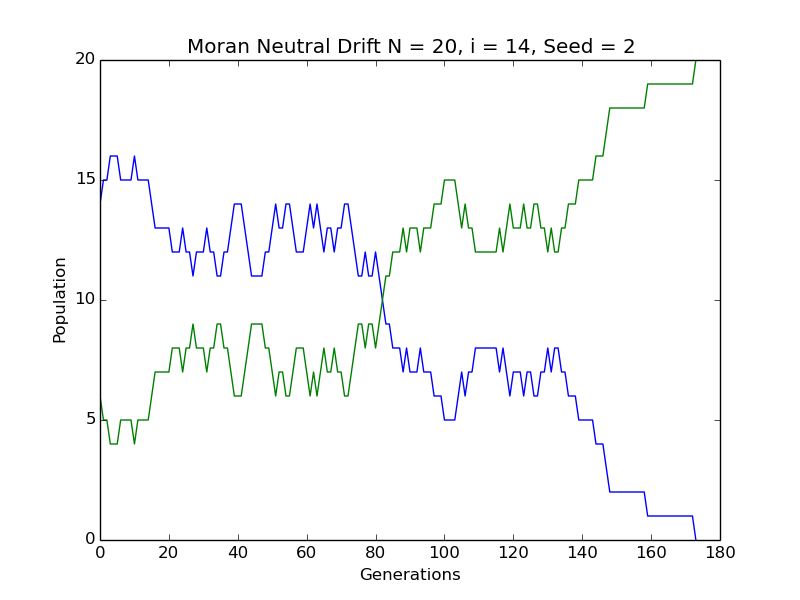 Moran Neutral Drift N = 20, i = 14, Seed = 2
20
15
10
5
0
Population
0 20 40 60 80 100 120 140 160 180
Generations